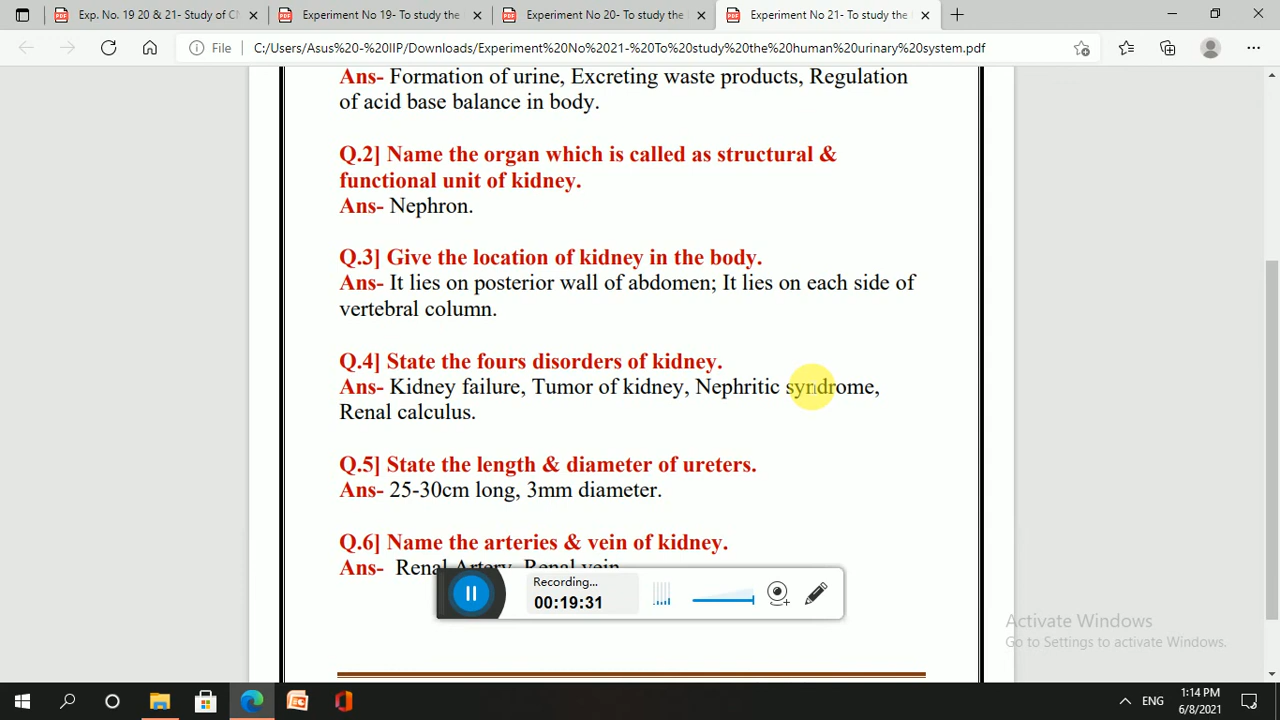 Exp. No. 19 20 & 21- Study of C
Experiment No 19- To study the
Experiment No 20- To study the
Experiment No 21- To study the
File
C:/Users/Asus%20-%20IIP/Downloads/Experiment%20No%2021-%20To%20study%20the%20human%20urinary%20system.pdf
Ans- Formation of urine, Excreting waste products, Regulation
of acid base balance in body.
Q.2] Name the organ which is called as structural &
functional unit of kidney.
Ans- Nephron.
Q.3] Give the location of kidney in the body.
Ans- It lies on posterior wall of abdomen; It lies on each side of
vertebral column.
Q.4] State the fours disorders of kidney.
Ans- Kidney failure, Tumor of kidney, Nephritic syndrome,
Renal calculus.
Q.5] State the length & diameter of ureters.
Ans- 25-30cm long, 3mm diameter.
Q.6] Name the arteries & vein of kidney.
Ans- Renal Artery, Renal vein
Recording...
00:19:31
Activate Windows
Go to Settings to activate Windows.
ENG
1:14 PM
6/8/2021